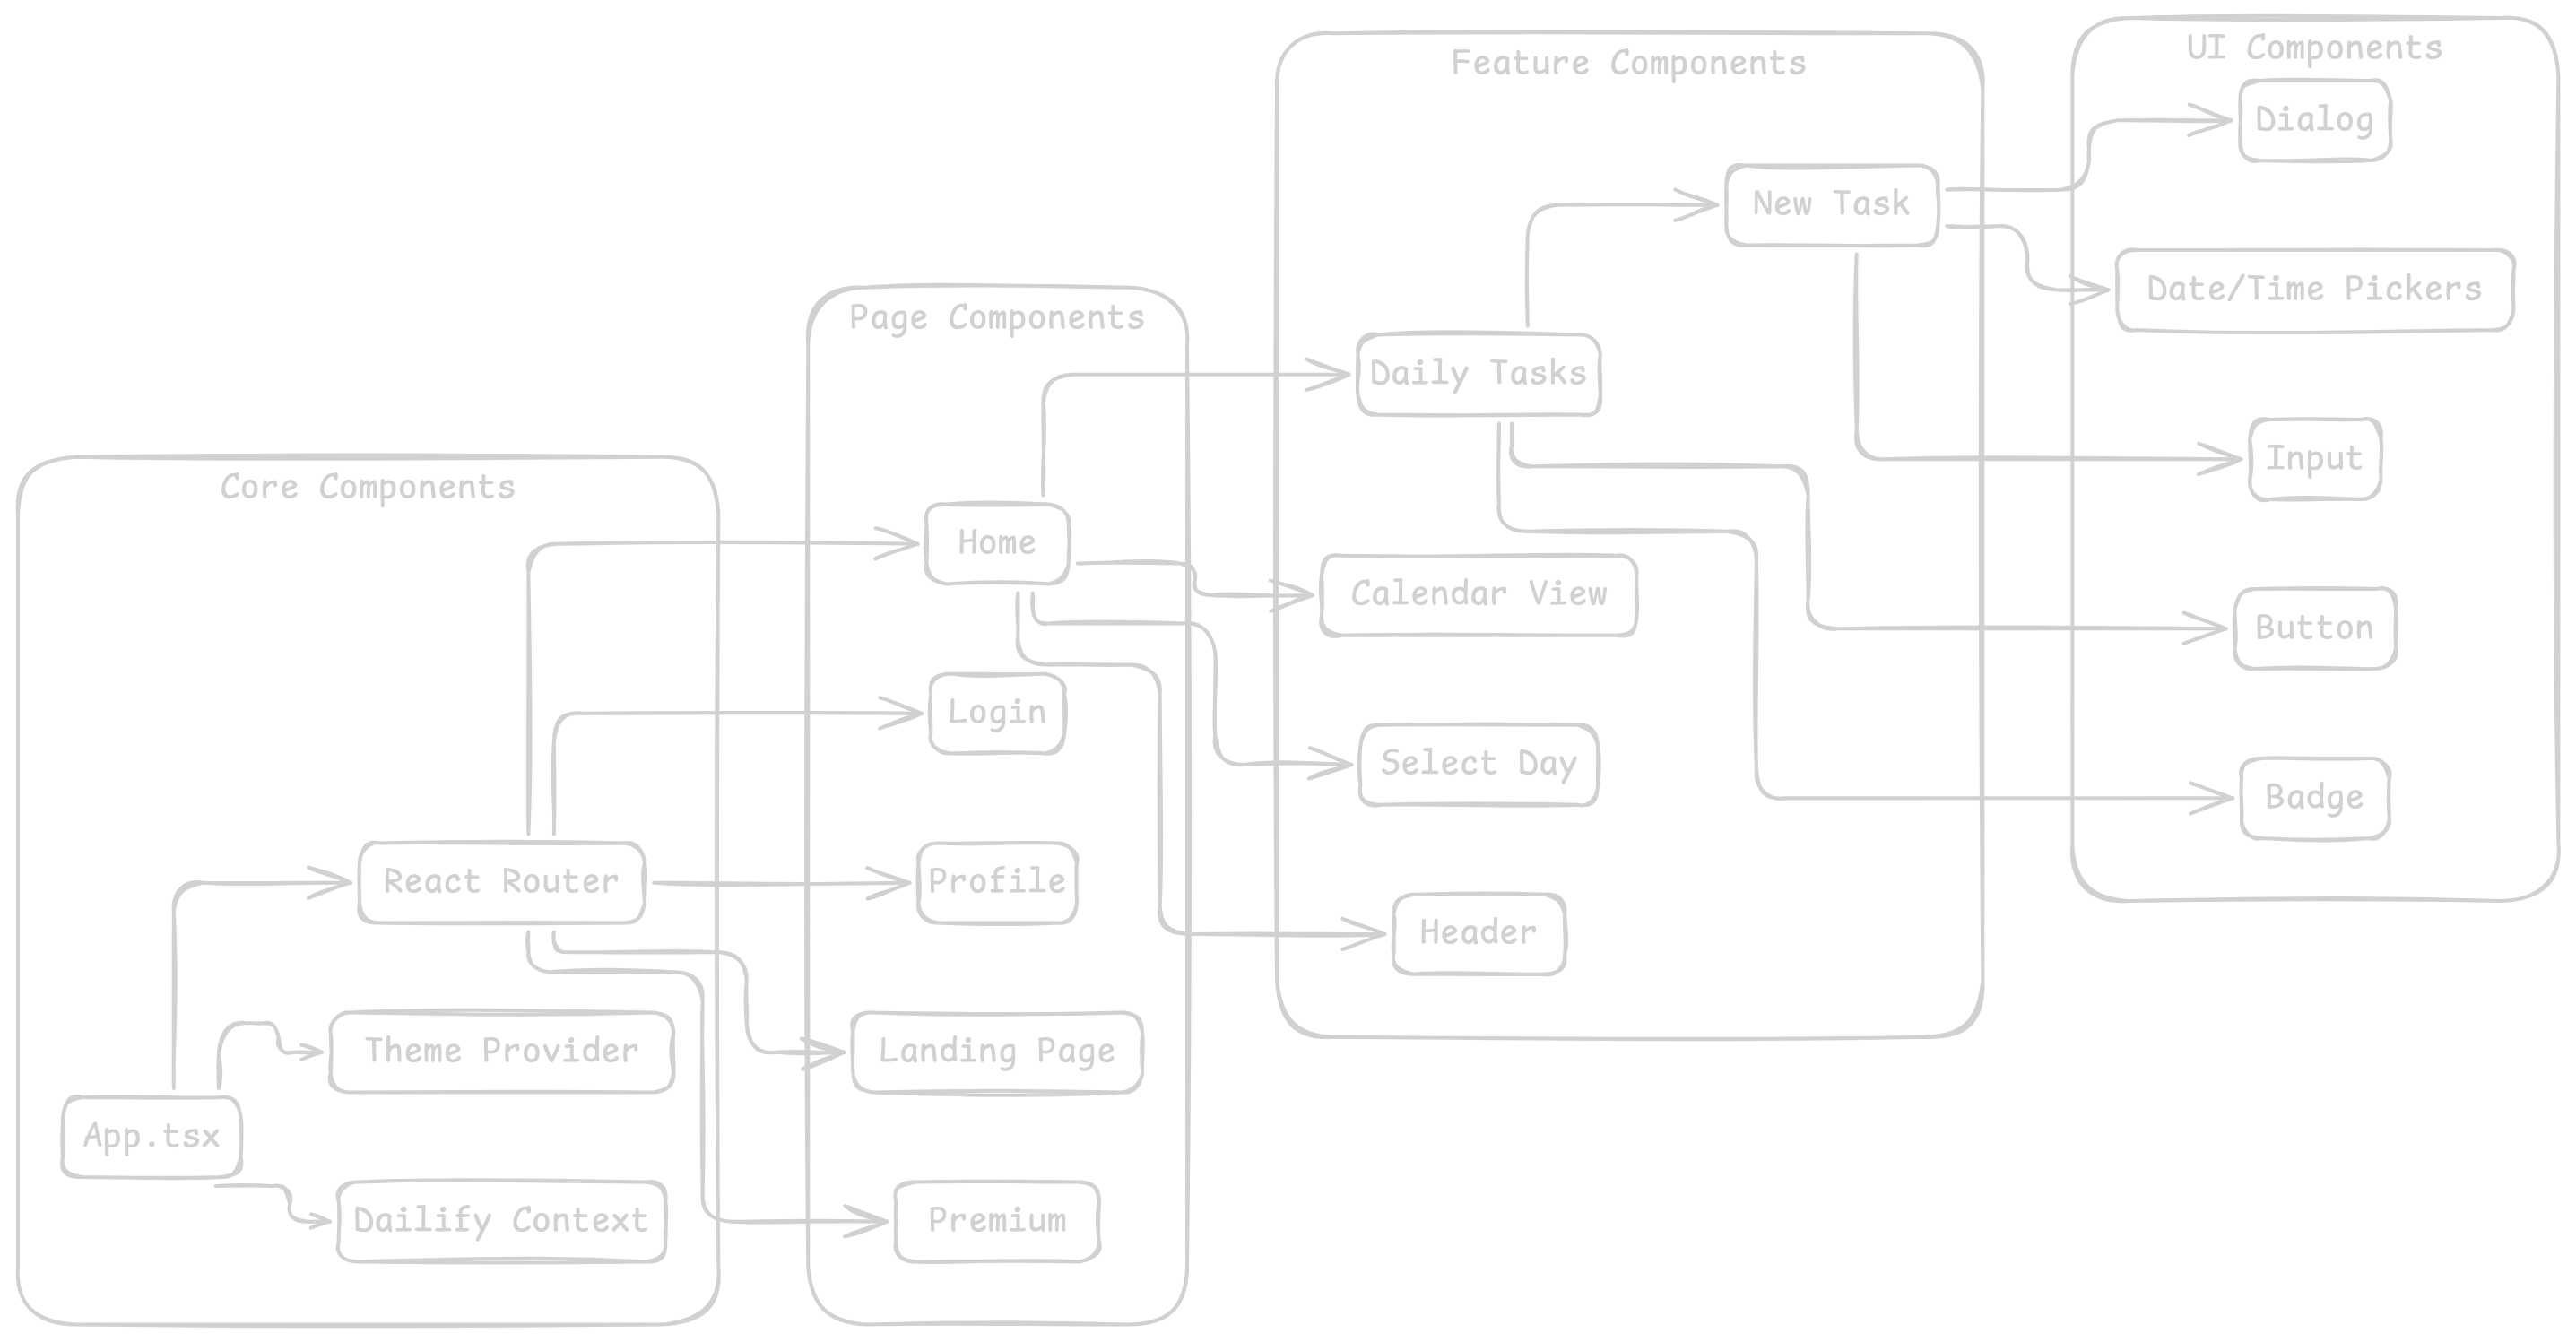 Core Components
React Router
Theme Provider
App.tsx
Dailify Context
Page Components
Home
Login
Profile
Landing Page
Premium
Feature Components
New Task
Daily Tasks
Calendar View
Select Day
Header
UI Components
Dialog
Date/Time Pickers
Input
Button
Badge